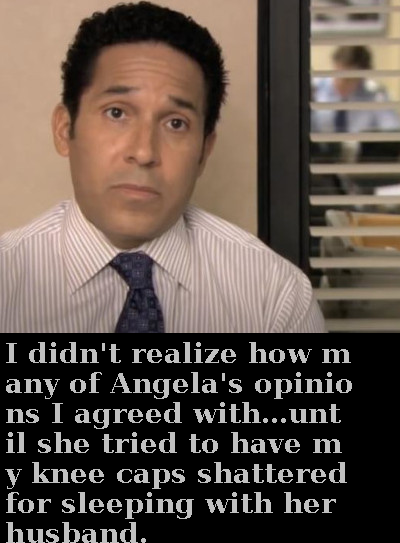 I didn't realize how m
any of Angela's opinio
ns I agreed with...unt
il she tried to have m
y knee caps shattered
for sleeping with her
husband.